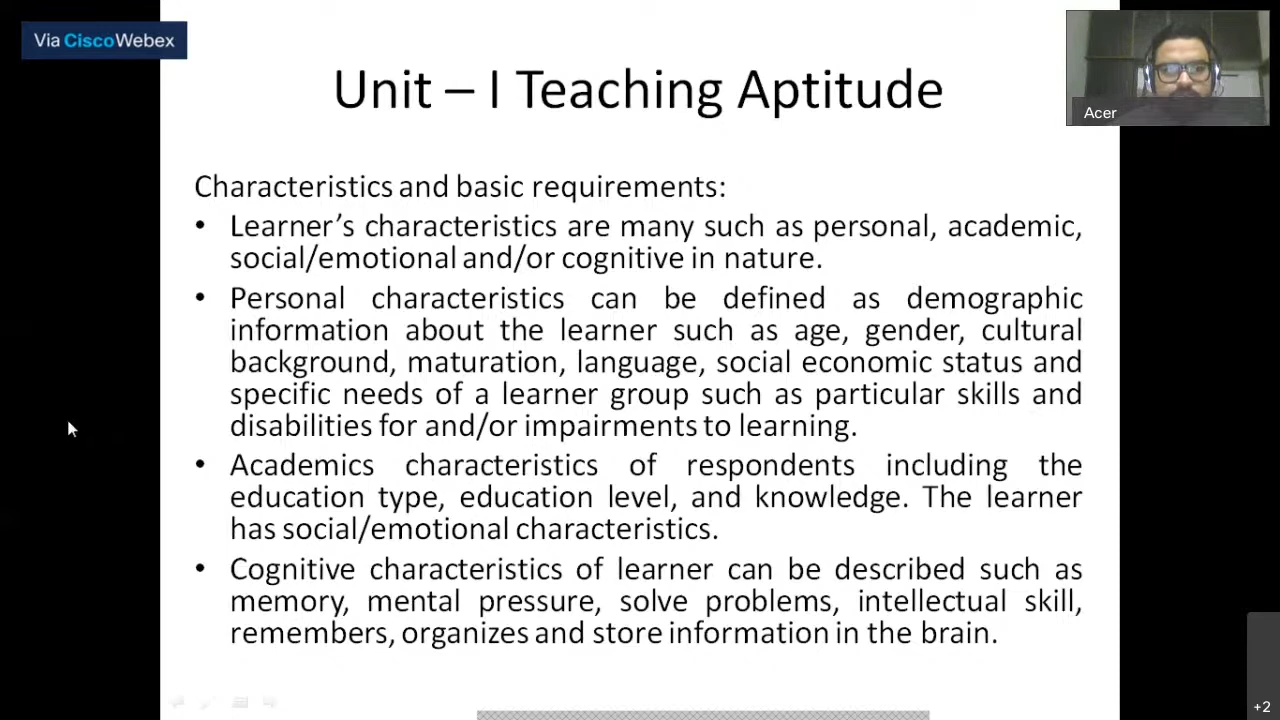 Via CiscoWebex
Unit – I Teaching Aptitude
Acer
Characteristics and basic requirements:
• Learner’s characteristics are many such as personal, academic,
social/emotional and/or cognitive in nature.
• Personal characteristics can be defined as demographic
information about the learner such as age, gender, cultural
background, maturation, language, social economic status and
specific needs of a learner group such as particular skills and
disabilities for and/or impairments to learning.
• Academics characteristics of respondents including the
education type, education level, and knowledge. The learner
has social/emotional characteristics.
• Cognitive characteristics of learner can be described such as
memory, mental pressure, solve problems, intellectual skill,
remembers, organizes and store information in the brain.
+2